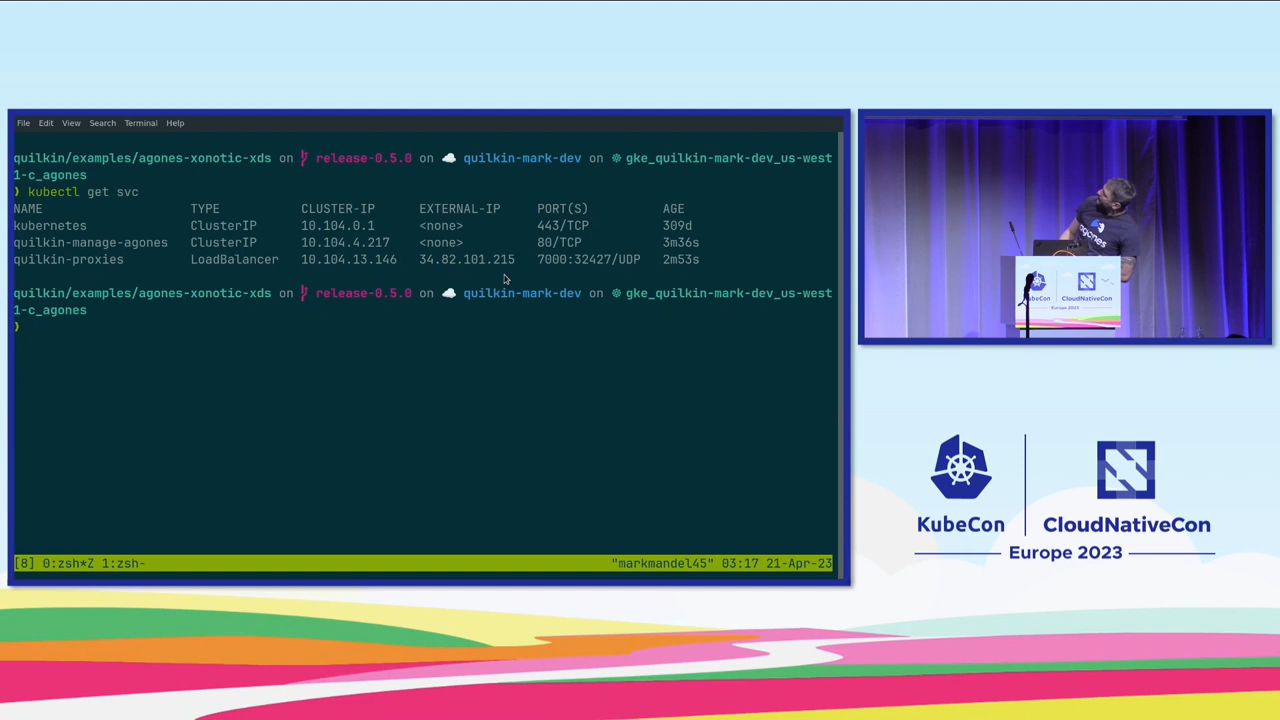 File Edit View Search Terminal Help
quilkin/examples/agones-xonotic-xds on release-0.5.0 on ☁ quilkin-mark-dev on ☸ gke_quilkin-mark-dev_us-west
1-c_agones
❯ kubectl get svc
NAME TYPE CLUSTER-IP EXTERNAL-IP PORT(S) AGE
kubernetes ClusterIP 10.104.0.1 <none> 443/TCP 309d
quilkin-manage-agones ClusterIP 10.104.4.217 <none> 80/TCP 3m36s
quilkin-proxies LoadBalancer 10.104.13.146 34.82.101.215 7000:32427/UDP 2m53s
quilkin/examples/agones-xonotic-xds on release-0.5.0 on ☁ quilkin-mark-dev on ☸ gke_quilkin-mark-dev_us-west
1-c_agones
❯
[8] 0:zsh*Z 1:zsh- "markmandel45" 03:17 21-Apr-23
agones
KubeCon CloudNativeCon
Europe 2023
KubeCon CloudNativeCon
Europe 2023